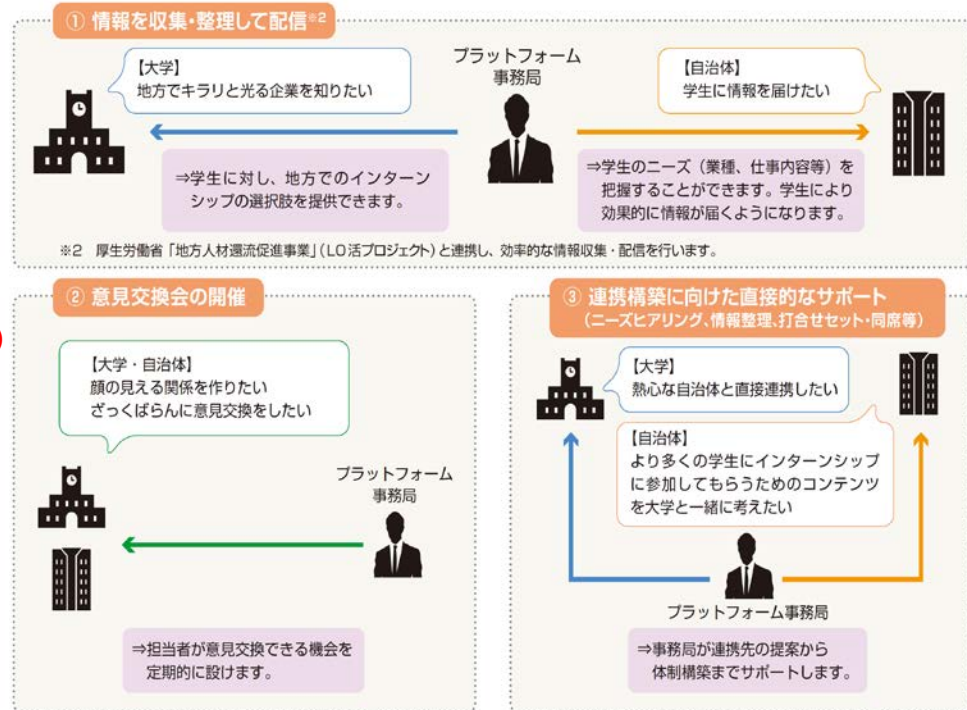 ① 情報を収集・整理して配信※2
【大学】
地方でキラリと光る企業を知りたい
プラットフォーム
事務局
【自治体】
学生に情報を届けたい
⇒学生に対し、地方でのインターン
シップの選択肢を提供できます。
⇒学生のニーズ（業種、仕事内容等）を
把握することができます。学生により
効果的に情報が届くようになります。
※2 厚生労働省「地方人材還流促進事業」（LO活プロジェクト）と連携し、効率的な情報収集・配信を行います。
② 意見交換会の開催
【大学・自治体】
顔の見える関係を作りたい
ざっくばらんに意見交換をしたい
プラットフォーム
事務局
⇒担当者が意見交換できる機会を
定期的に設けます。
③ 連携構築に向けた直接的なサポート
（ニーズヒアリング、情報整理、打合せセット・同席等）
【大学】
熱心な自治体と直接連携したい
【自治体】
より多くの学生にインターンシップ
に参加してもらうためのコンテンツ
を大学と一緒に考えたい
プラットフォーム事務局
⇒事務局が連携先の提案から
体制構築までサポートします。